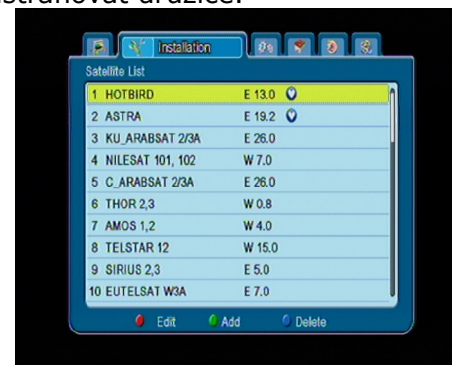 Installation
Satellite List
1 HOTBIRD E 13.0
2 ASTRA E 19.2
3 KU_ARABSAT 2/3A E 26.0
4 NILESAT 101, 102 W 7.0
5 C_ARABSAT 2/3A E 26.0
6 THOR 2,3 W 0.8
7 AMOS 1,2 W 4.0
8 TELSTAR 12 W 15.0
9 SIRIUS 2,3 E 5.0
10 EUTELSAT W3A E 7.0
Edit Add Delete